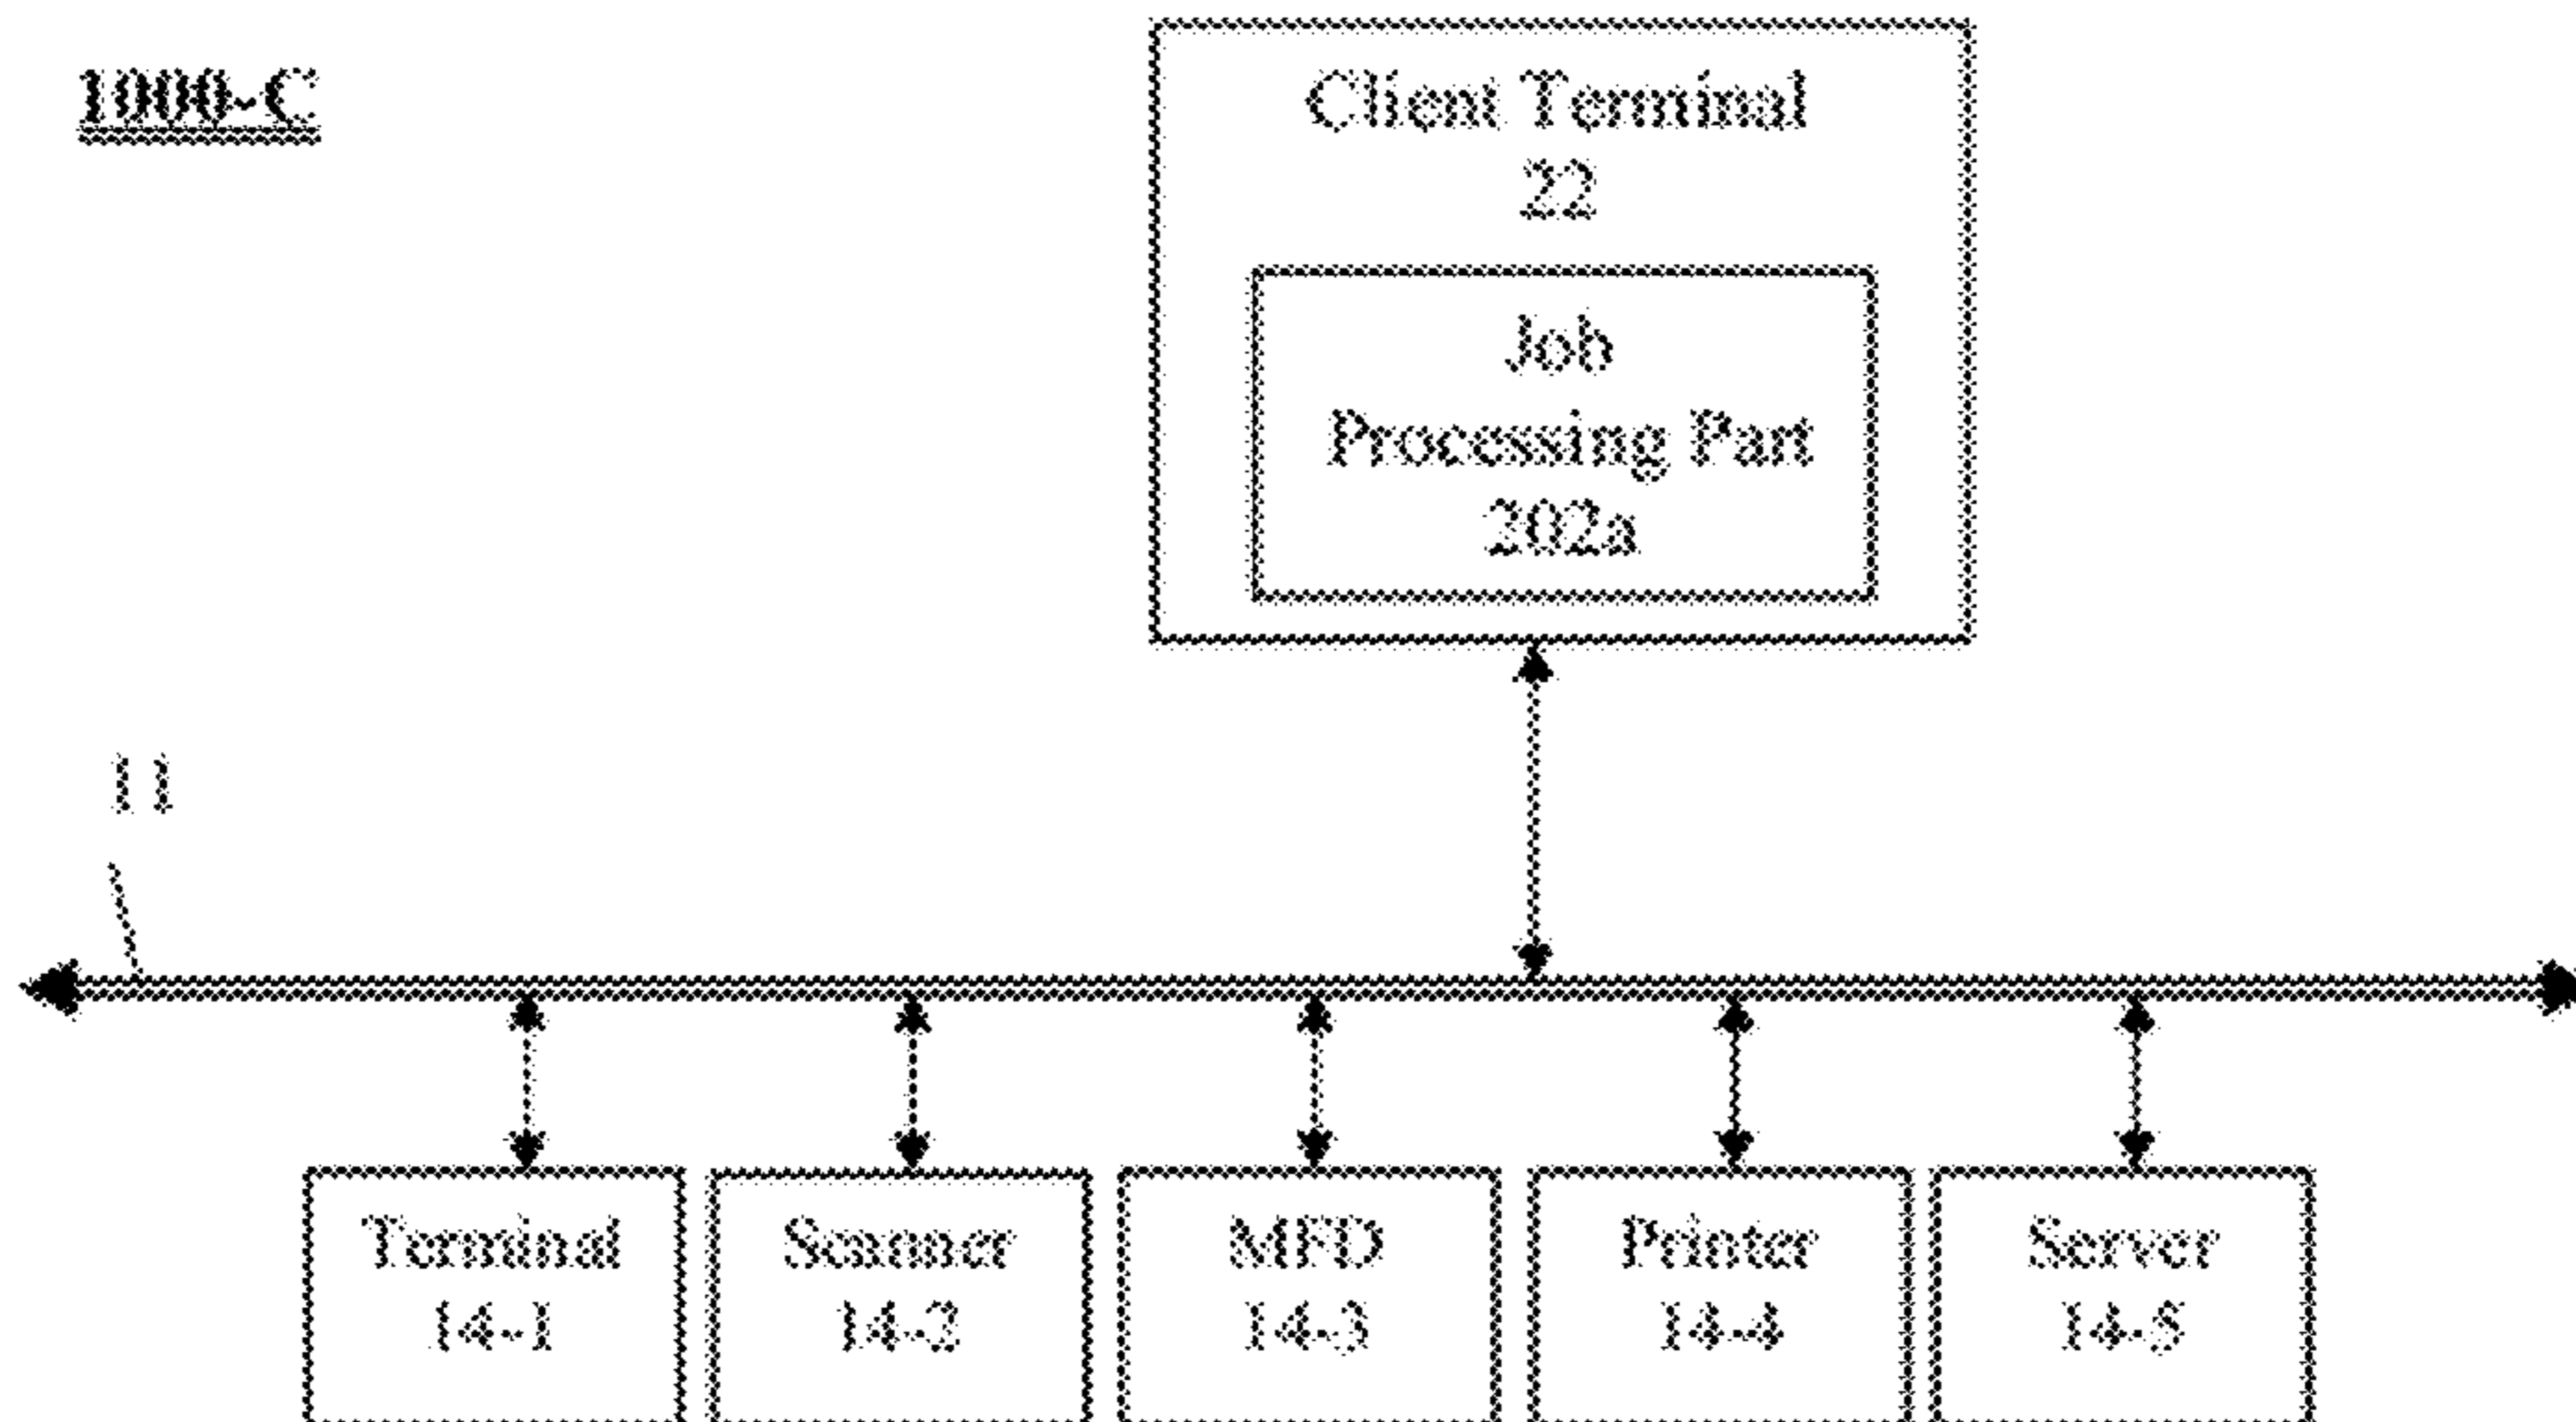 1000-C
Client Terminal
22
Job
Processing Part
202a
11
Terminal
14-1
Scanner
14-2
MFD
14-3
Printer
14-4
Server
14-5